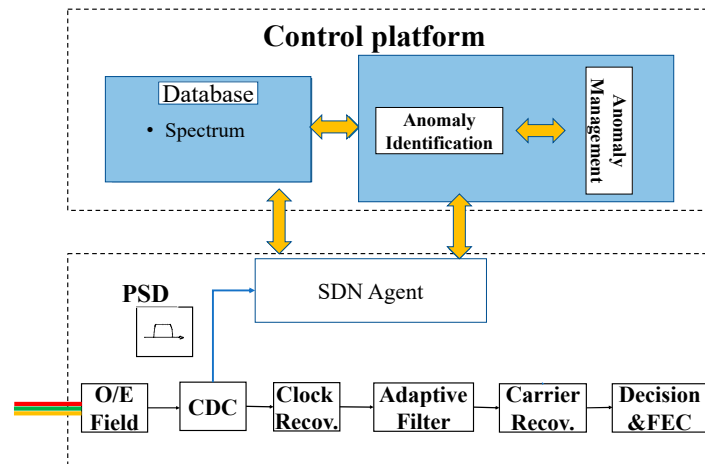 Control platform
Database
• Spectrum
Anomaly
Identification
Anomaly
Management
SDN Agent
PSD
O/E
Field
CDC
Clock
Recov.
Adaptive
Filter
Carrier
Recov.
Decision
&FEC